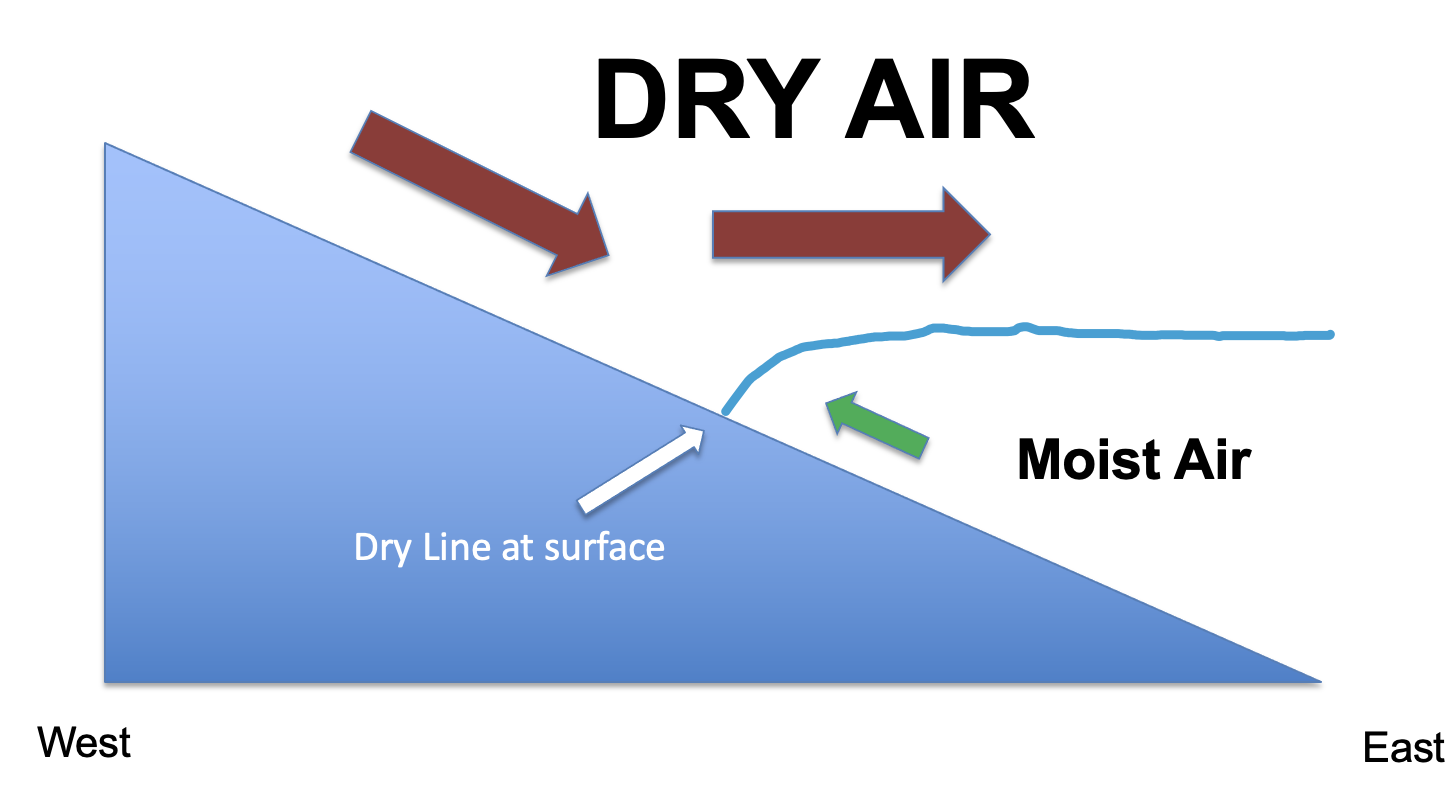 DRY AIR
Moist Air
Dry Line at surface
West
East